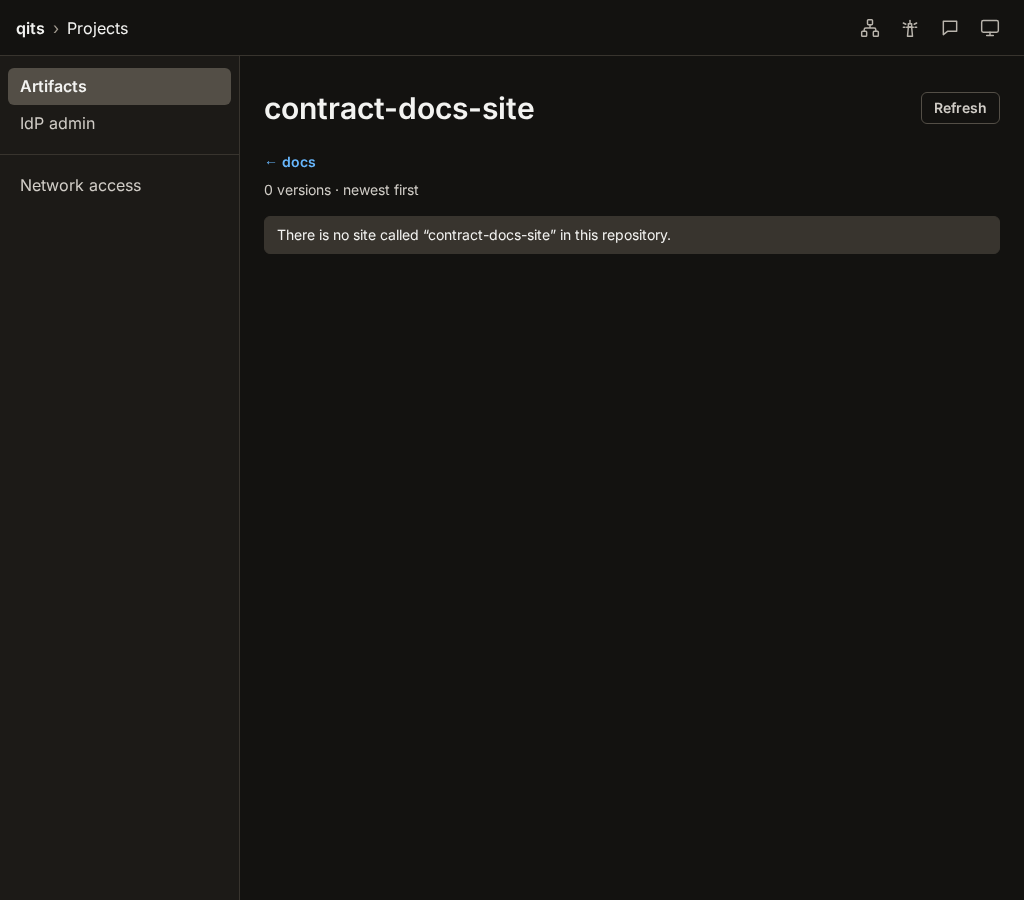 qits › Projects
Artifacts
IdP admin
Network access
contract-docs-site
Refresh
← docs
0 versions · newest first
There is no site called “contract-docs-site” in this repository.